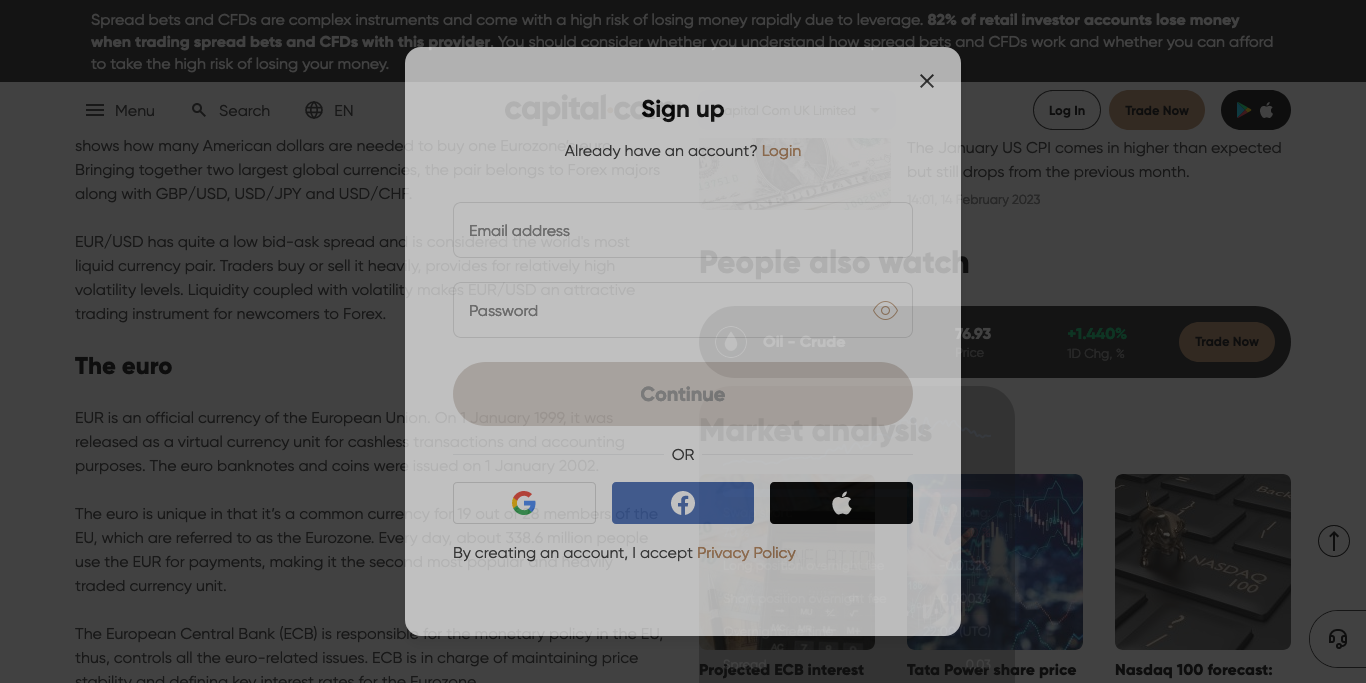 Spread bets and CFDs are complex instruments and come with a high risk of losing money rapidly due to leverage. 82% of retail investor accounts lose money
when trading spread bets and CFDs with this provider. You should consider whether you understand how spread bets and CFDs work and whether you can afford
to take the high risk of losing your money.
Menu
Search
EN
capital co
Capital Com UK Limited
Log In
Trade Now
Sign up
Already have an account? Login
Email address
Password
Continue
OR
By creating an account, I accept Privacy Policy
shows how many American dollars are needed to buy one Eurozone
Bringing together two largest global currencies, the pair belongs to Forex majors
along with GBP/USD, USD/JPY and USD/CHF.
EUR/USD has quite a low bid-ask spread and is considered the world's most
liquid currency pair. Traders buy or sell it heavily, provides for relatively high
volatility levels. Liquidity coupled with volatility makes EUR/USD an attractive
trading instrument for newcomers to Forex.
The euro
EUR is an official currency of the European Union. On 1 January 1999, it was
released as a virtual currency unit for cashless transactions and accounting
purposes. The euro banknotes and coins were issued on 1 January 2002.
The euro is unique in that it's a common currency for 19 out of 28 members of the
EU, which are referred to as the Eurozone. Every day, about 338.6 million people
use the EUR for payments, making it the second most popular and heavily
traded currency unit.
The European Central Bank (ECB) is responsible for the monetary policy in the EU,
thus, controls all the euro-related issues. ECB is in charge of maintaining price
stability and defining key interest rates for the Eurozone.
The January US CPI comes in higher than expected
but still drops from the previous month.
14:01, 14 February 2023
People also watch
Oil - Crude
76.93
Price
+1.440%
1D Chg, %
Trade Now
Market analysis
Back
NASDAQ
100
Projected ECB interest
Tata Power share price
Nasdaq 100 forecast: